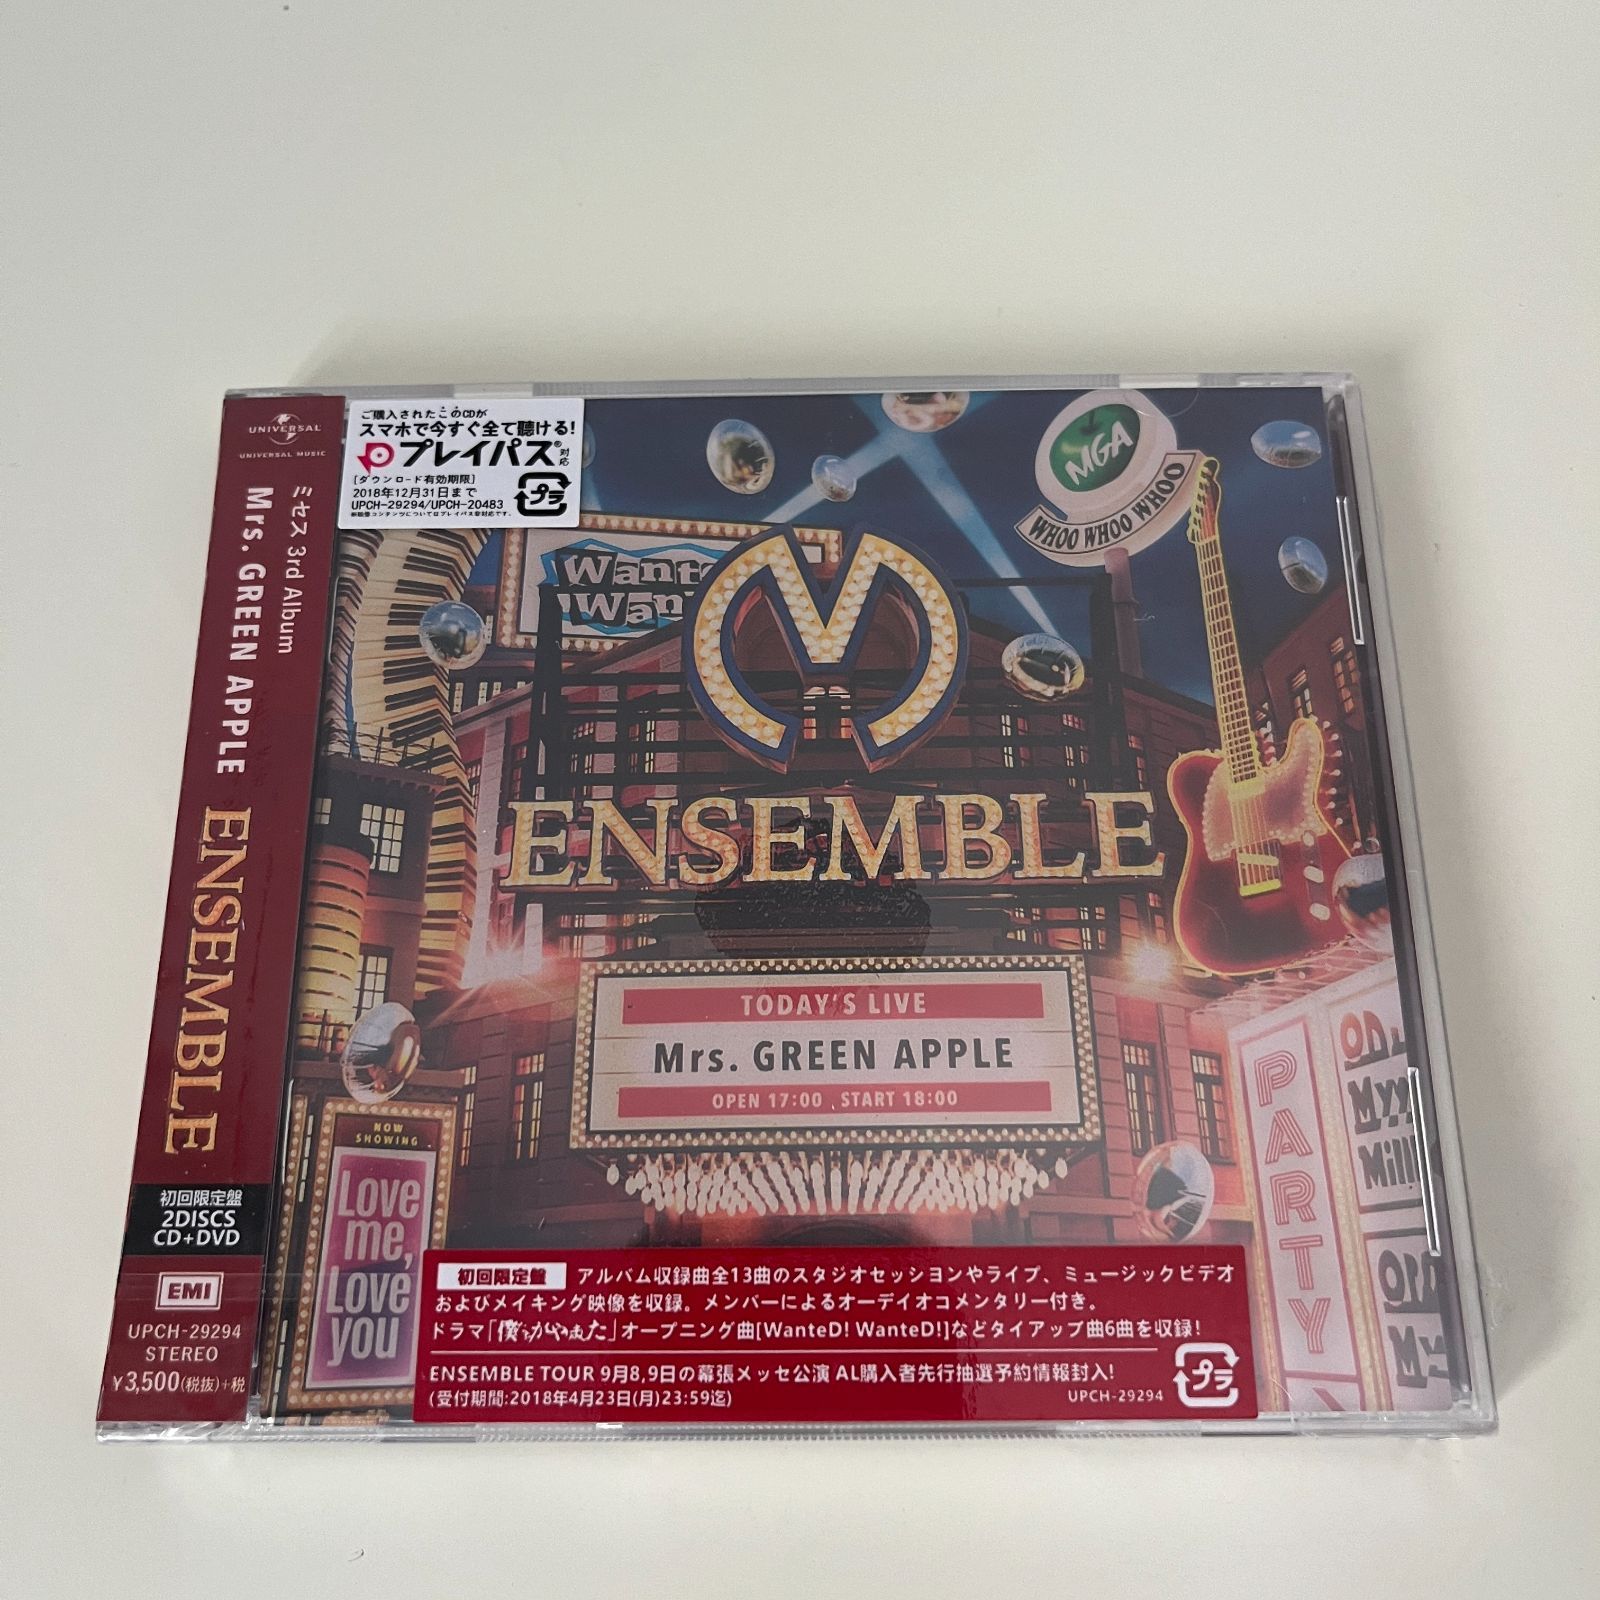 UNIVERSAL
UNIVERSAL MUSIC
ミセス 3rd Album
Mrs. GREEN APPLE
ENSEMBLE
初回限定盤
2DISCS
CD+DVD
EMI
UPCH-29294
STEREO
¥3,500(税抜)+税
ご購入されたこのCDが
スマホで今すぐ全て聴ける!
プレイパス® 対応
[ダウンロード有効期限]
2018年12月31日まで
UPCH-29294/UPCH-20483
プラ
MGA
WHOO WHOO WHOO
ENSEMBLE
TODAY'S LIVE
Mrs. GREEN APPLE
OPEN 17:00 START 18:00
NOW
SHOWING
Love
me,
Love
you
PARTY
初回限定盤 アルバム収録曲全13曲のスタジオセッションやライブ、ミュージックビデオ
およびメイキング映像を収録。メンバーによるオーディオコメンタリー付き。
ドラマ「僕たちがやりました」オープニング曲[WanteD! WanteD!]などタイアップ曲6曲を収録!
ENSEMBLE TOUR 9月8,9日の幕張メッセ公演 AL購入者先行抽選予約情報封入!
(受付期間:2018年4月23日(月)23:59迄)
UPCH-29294
プラ